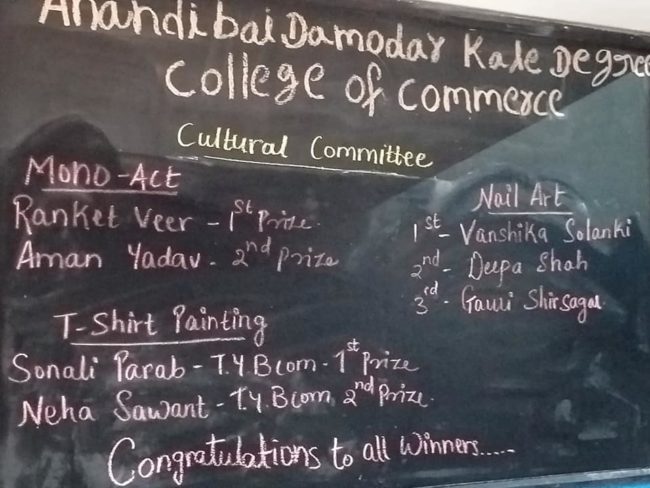 Anandibai Damodar Kale Degree
College of Commerce
Cultural Committee
Mono-Act
Ranket Veer - 1st Prize
Aman Yadav - 2nd Prize
Nail Art
1st - Vanshika Solanki
2nd - Deepa Shah
3rd - Gauri Shirsagar
T-Shirt Painting
Sonali Parab - T.Y Bcom - 1st Prize
Neha Sawant - T.Y. Bcom 2nd Prize.
Congratulations to all Winners.....